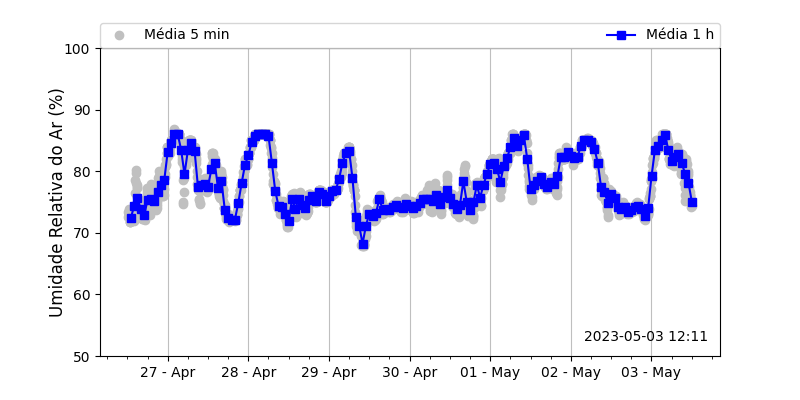 Média 5 min
Média 1 h
Umidade Relativa do Ar (%)
100
90
80
70
60
50
2023-05-03 12:11
27 - Apr
28 - Apr
29 - Apr
30 - Apr
01 - May
02 - May
03 - May